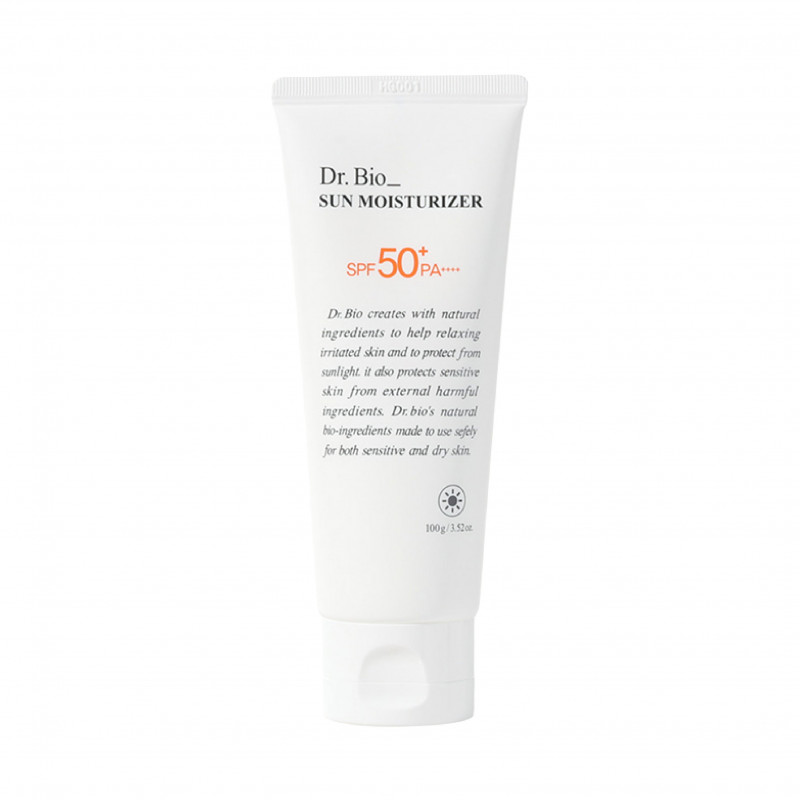 Dr. Bio_
SUN MOISTURIZER
SPF 50+ PA++++
Dr. Bio creates with natural
ingredients to help relaxing
irritated skin and to protect from
sunlight. it also protects sensitive
skin from external harmful
ingredients. Dr. bio's natural
bio-ingredients made to use sefely
for both sensitive and dry skin.
100g/3.52oz.